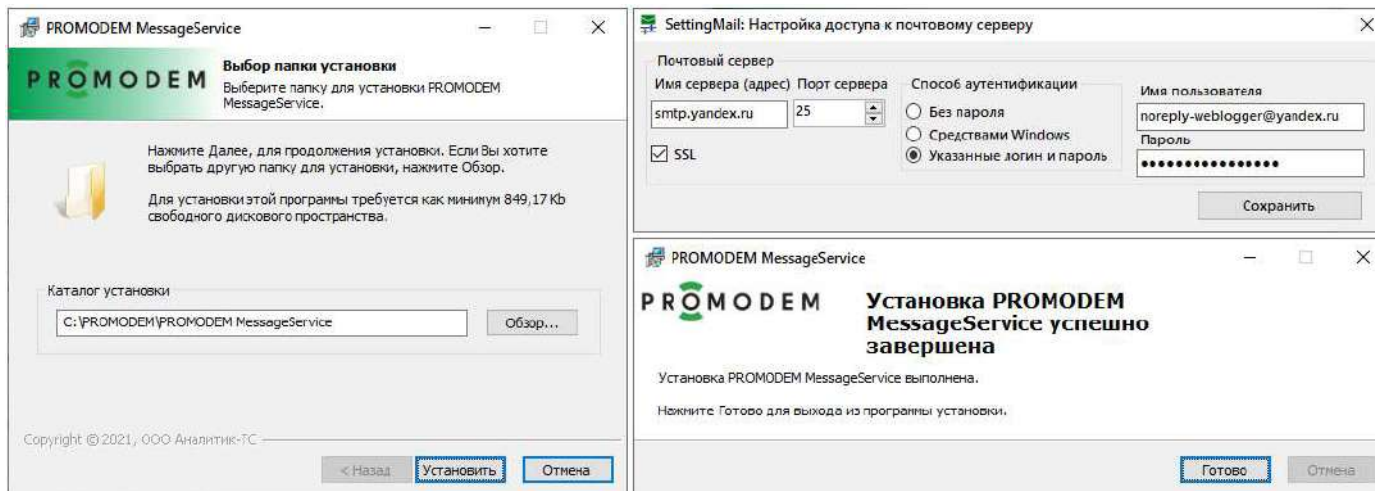 PROMODEM MessageService
PROMODEM
Выбор папки установки
Выберите папку для установки PROMODEM
MessageService.
Нажмите Далее, для продолжения установки. Если Вы хотите
выбрать другую папку для установки, нажмите Обзор.
Для установки этой программы требуется как минимум 849,17 Kb
свободного дискового пространства.
Каталог установки
C:\PROMODEM\PROMODEM MessageService
Обзор...
Copyright © 2021, ООО Аналитик-ТС
< Назад
Установить
Отмена
SettingMail: Настройка доступа к почтовому серверу
Почтовый сервер
Имя сервера (адрес) Порт сервера
smtp.yandex.ru
25
SSL
Способ аутентификации
Без пароля
Средствами Windows
Указанные логин и пароль
Имя пользователя
noreply-weblogger@yandex.ru
Пароль
••••••••••••••••
Сохранить
PROMODEM MessageService
PROMODEM
Установка PROMODEM
MessageService успешно
завершена
Установка PROMODEM MessageService выполнена.
Нажмите Готово для выхода из программы установки.
Готово
Отмена